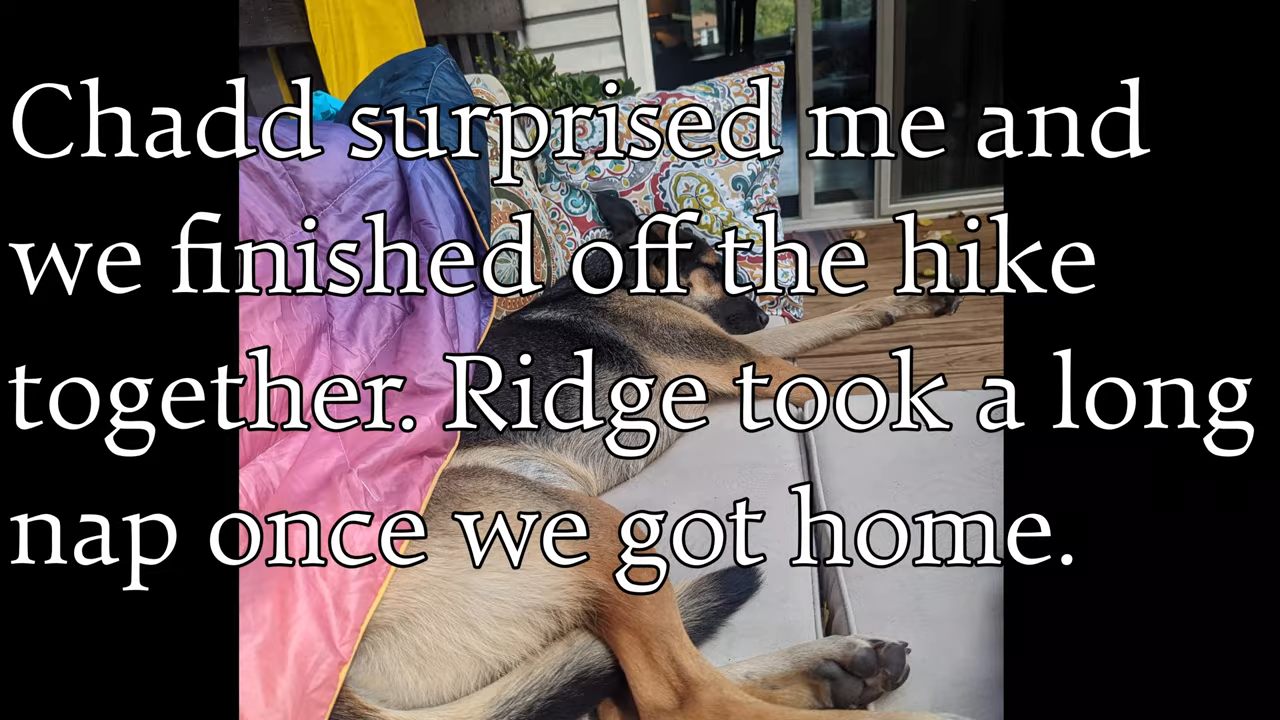 Chadd surprised me and
we finished off the hike
together. Ridge took a long
nap once we got home.